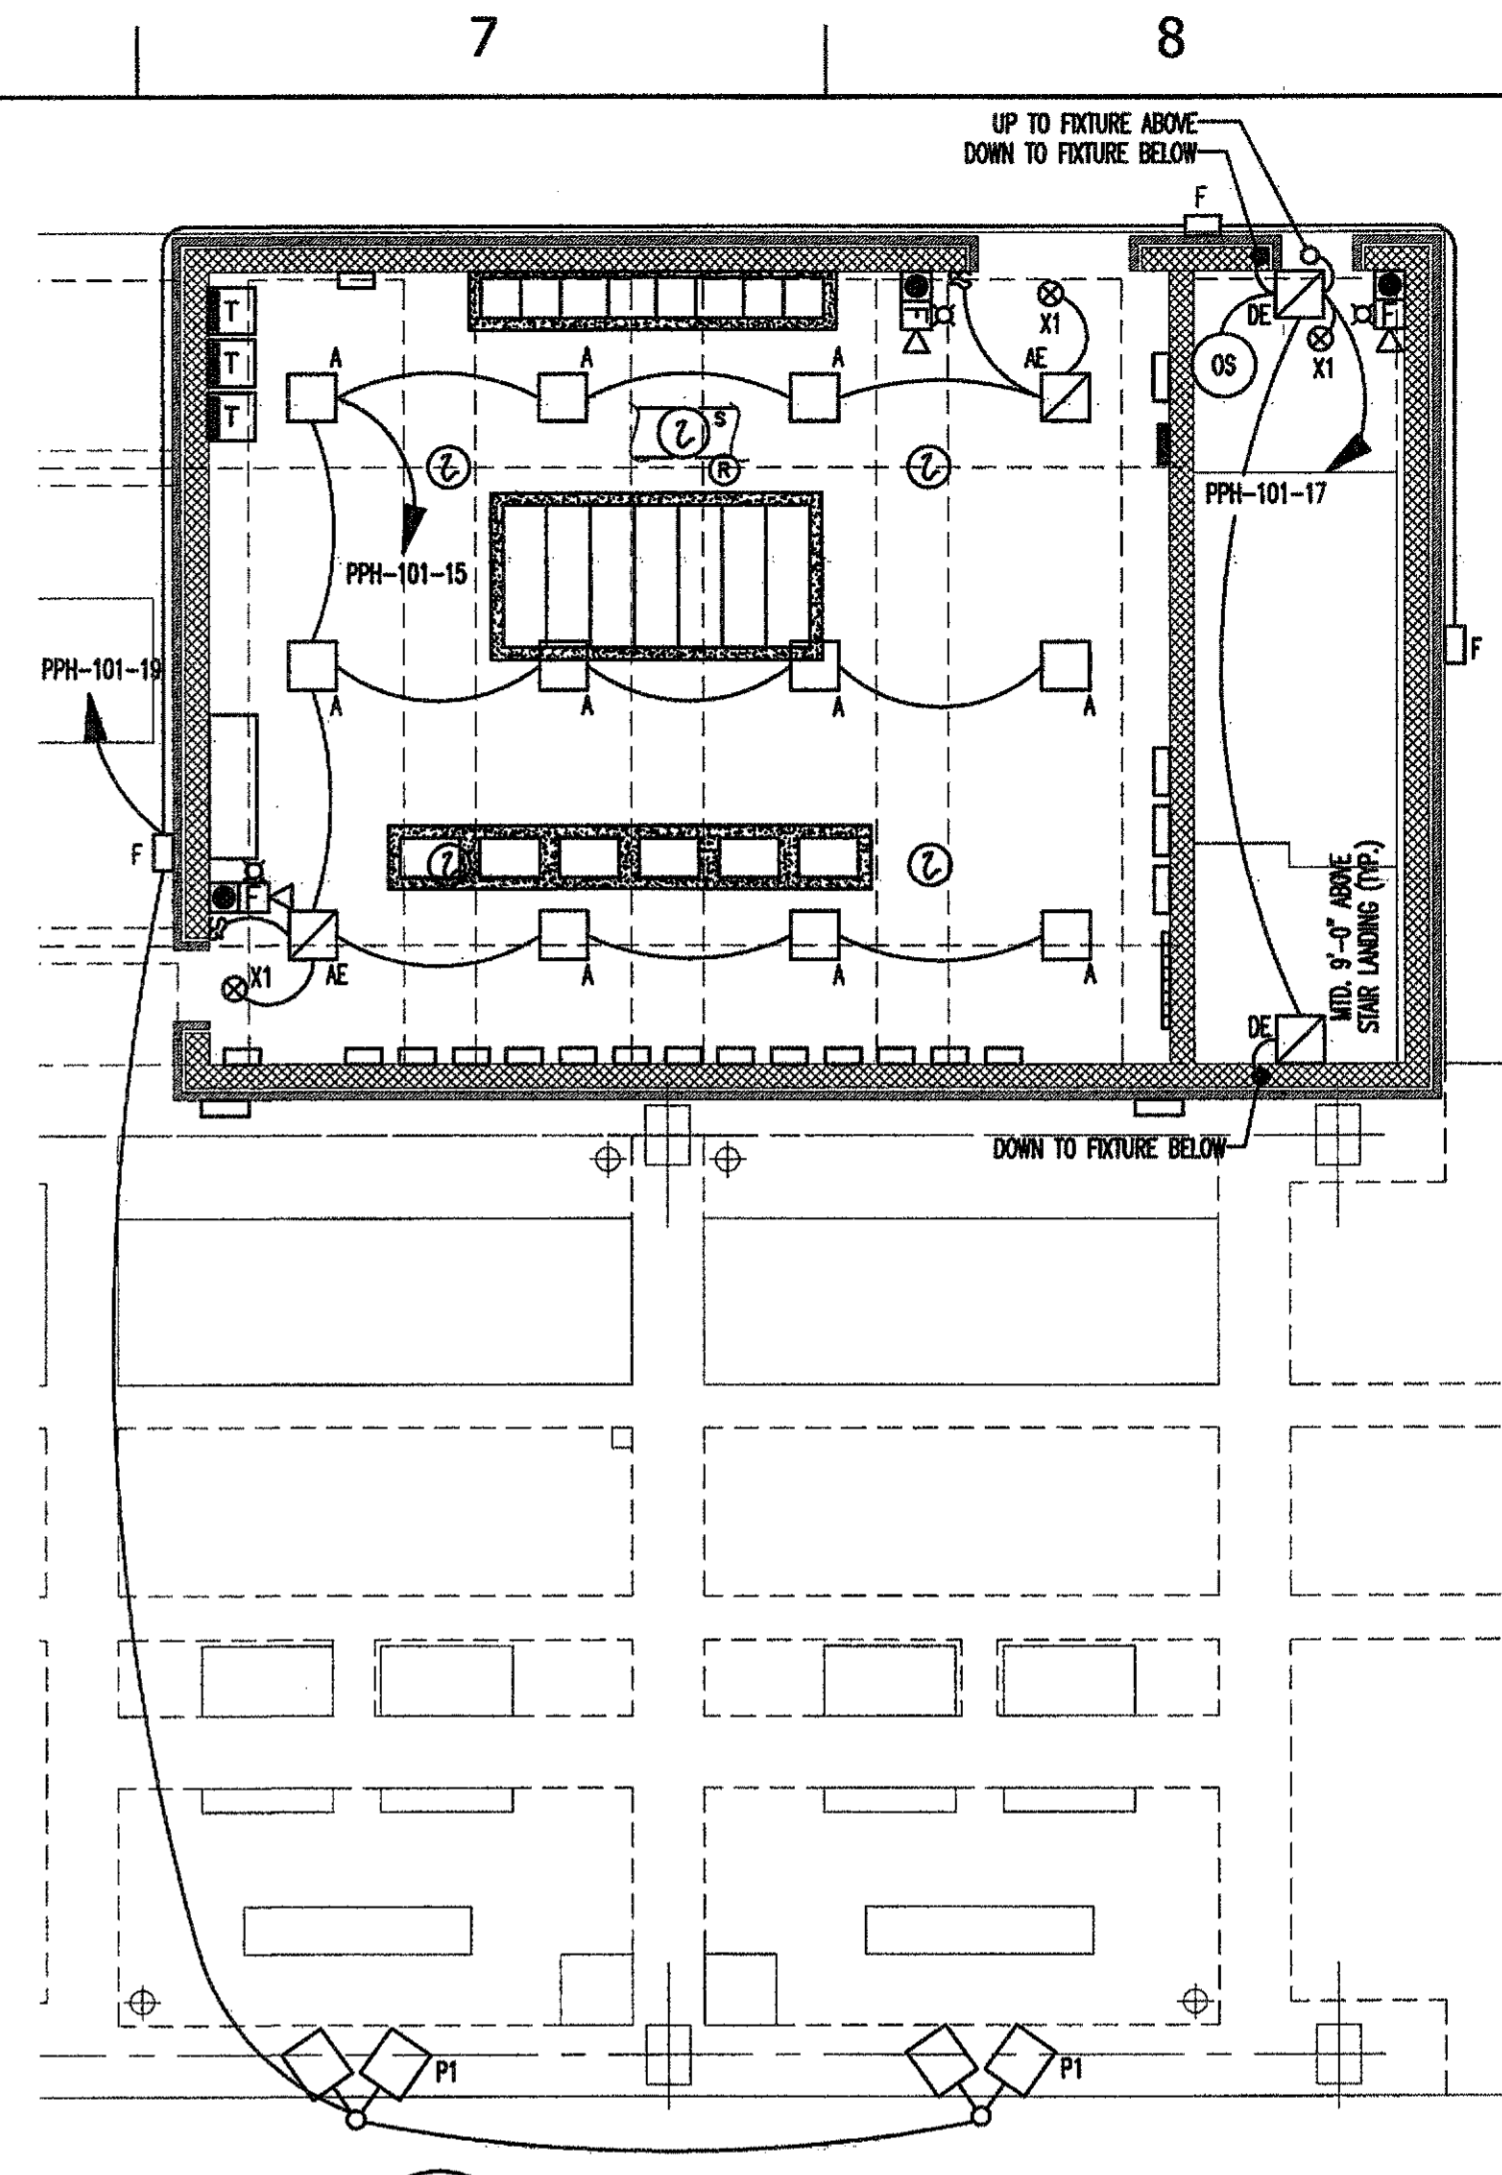 7
8
UP TO FIXTURE ABOVE
DOWN TO FIXTURE BELOW
F
T
T
T
F
F
X1
DE
OS
X1
A
A
A
AE
S
R
PPH-101-15
PPH-101-17
PPH-101-19
F
A
A
A
A
F
F
X1
AE
A
A
A
DE
MTD. 9'-0" ABOVE
STAIR LANDING (TYP.)
DOWN TO FIXTURE BELOW
P1
P1